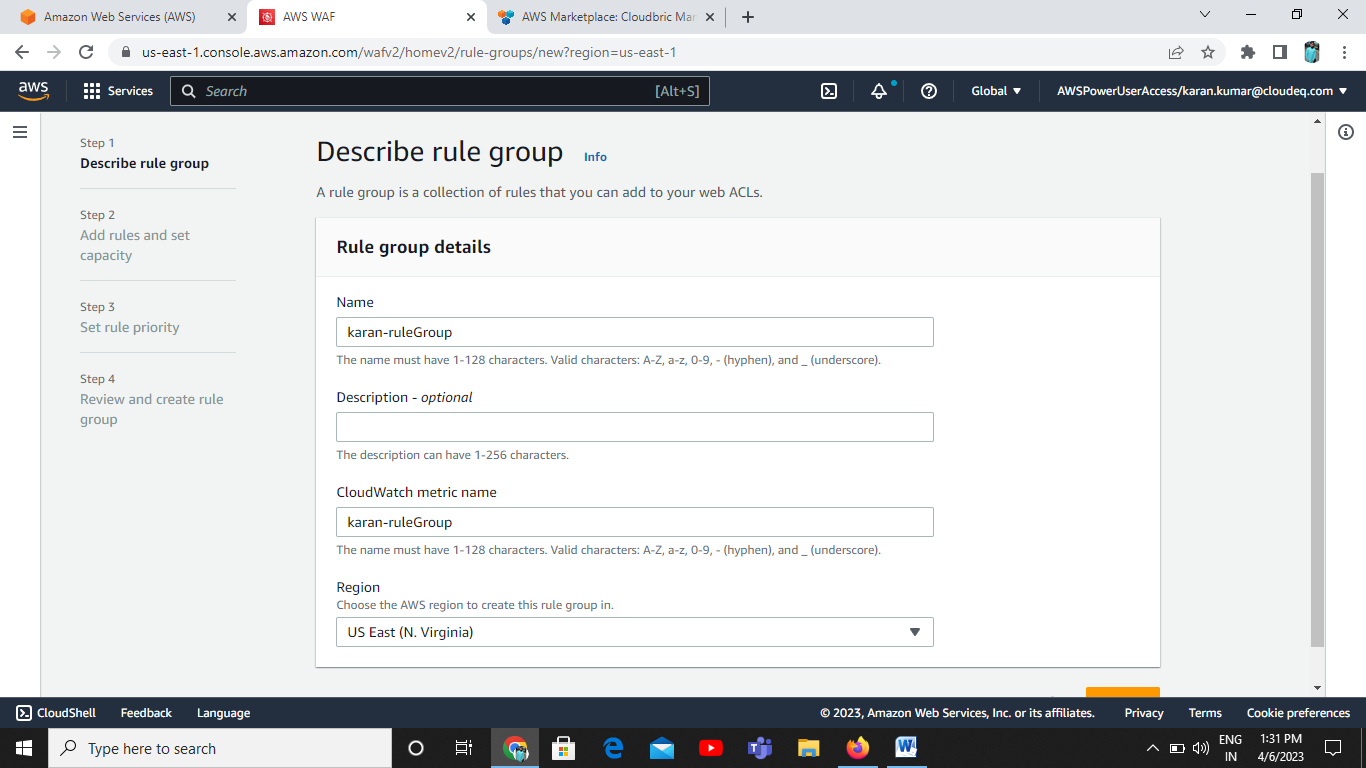 Amazon Web Services (AWS)
AWS WAF
AWS Marketplace: Cloudbric Mar
us-east-1.console.aws.amazon.com/wafv2/homev2/rule-groups/new?region=us-east-1
aws
Services
Search
[Alt+S]
Global
AWSPowerUserAccess/karan.kumar@cloudeq.com
Step 1
Describe rule group
Step 2
Add rules and set
capacity
Step 3
Set rule priority
Step 4
Review and create rule
group
Describe rule group Info
A rule group is a collection of rules that you can add to your web ACLs.
Rule group details
Name
karan-ruleGroup
The name must have 1-128 characters. Valid characters: A-Z, a-z, 0-9, - (hyphen), and _ (underscore).
Description - optional
The description can have 1-256 characters.
CloudWatch metric name
karan-ruleGroup
The name must have 1-128 characters. Valid characters: A-Z, a-z, 0-9, - (hyphen), and _ (underscore).
Region
Choose the AWS region to create this rule group in.
US East (N. Virginia)
CloudShell
Feedback
Language
© 2023, Amazon Web Services, Inc. or its affiliates.
Privacy
Terms
Cookie preferences
Type here to search
ENG
IN
1:31 PM
4/6/2023